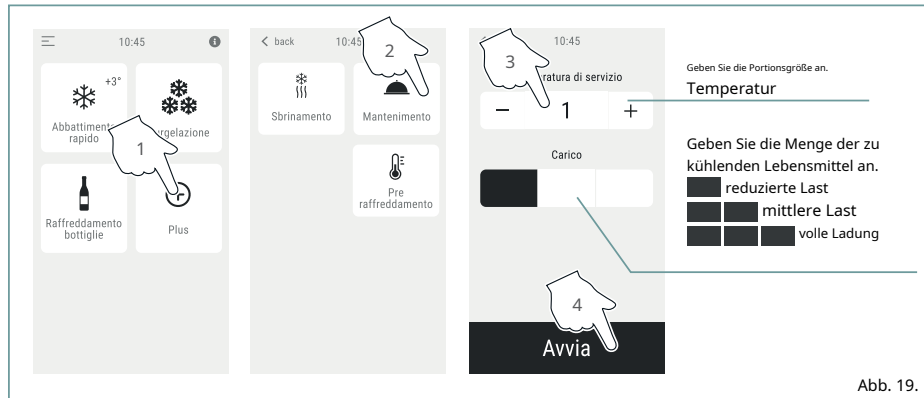 10:45
+3°
Abbattimento
rapido
1
Raffreddamento
bottiglie
Plus
back
10:45
2
Sbrinamento
Mantenimento
Pre
raffreddamento
10:45
3
di servizio
1
Carico
4
Avvia
Geben Sie die Portionsgröße an.
Temperatur
Geben Sie die Menge der zu
kühlenden Lebensmittel an.
reduzierte Last
mittlere Last
volle Ladung
Abb. 19.